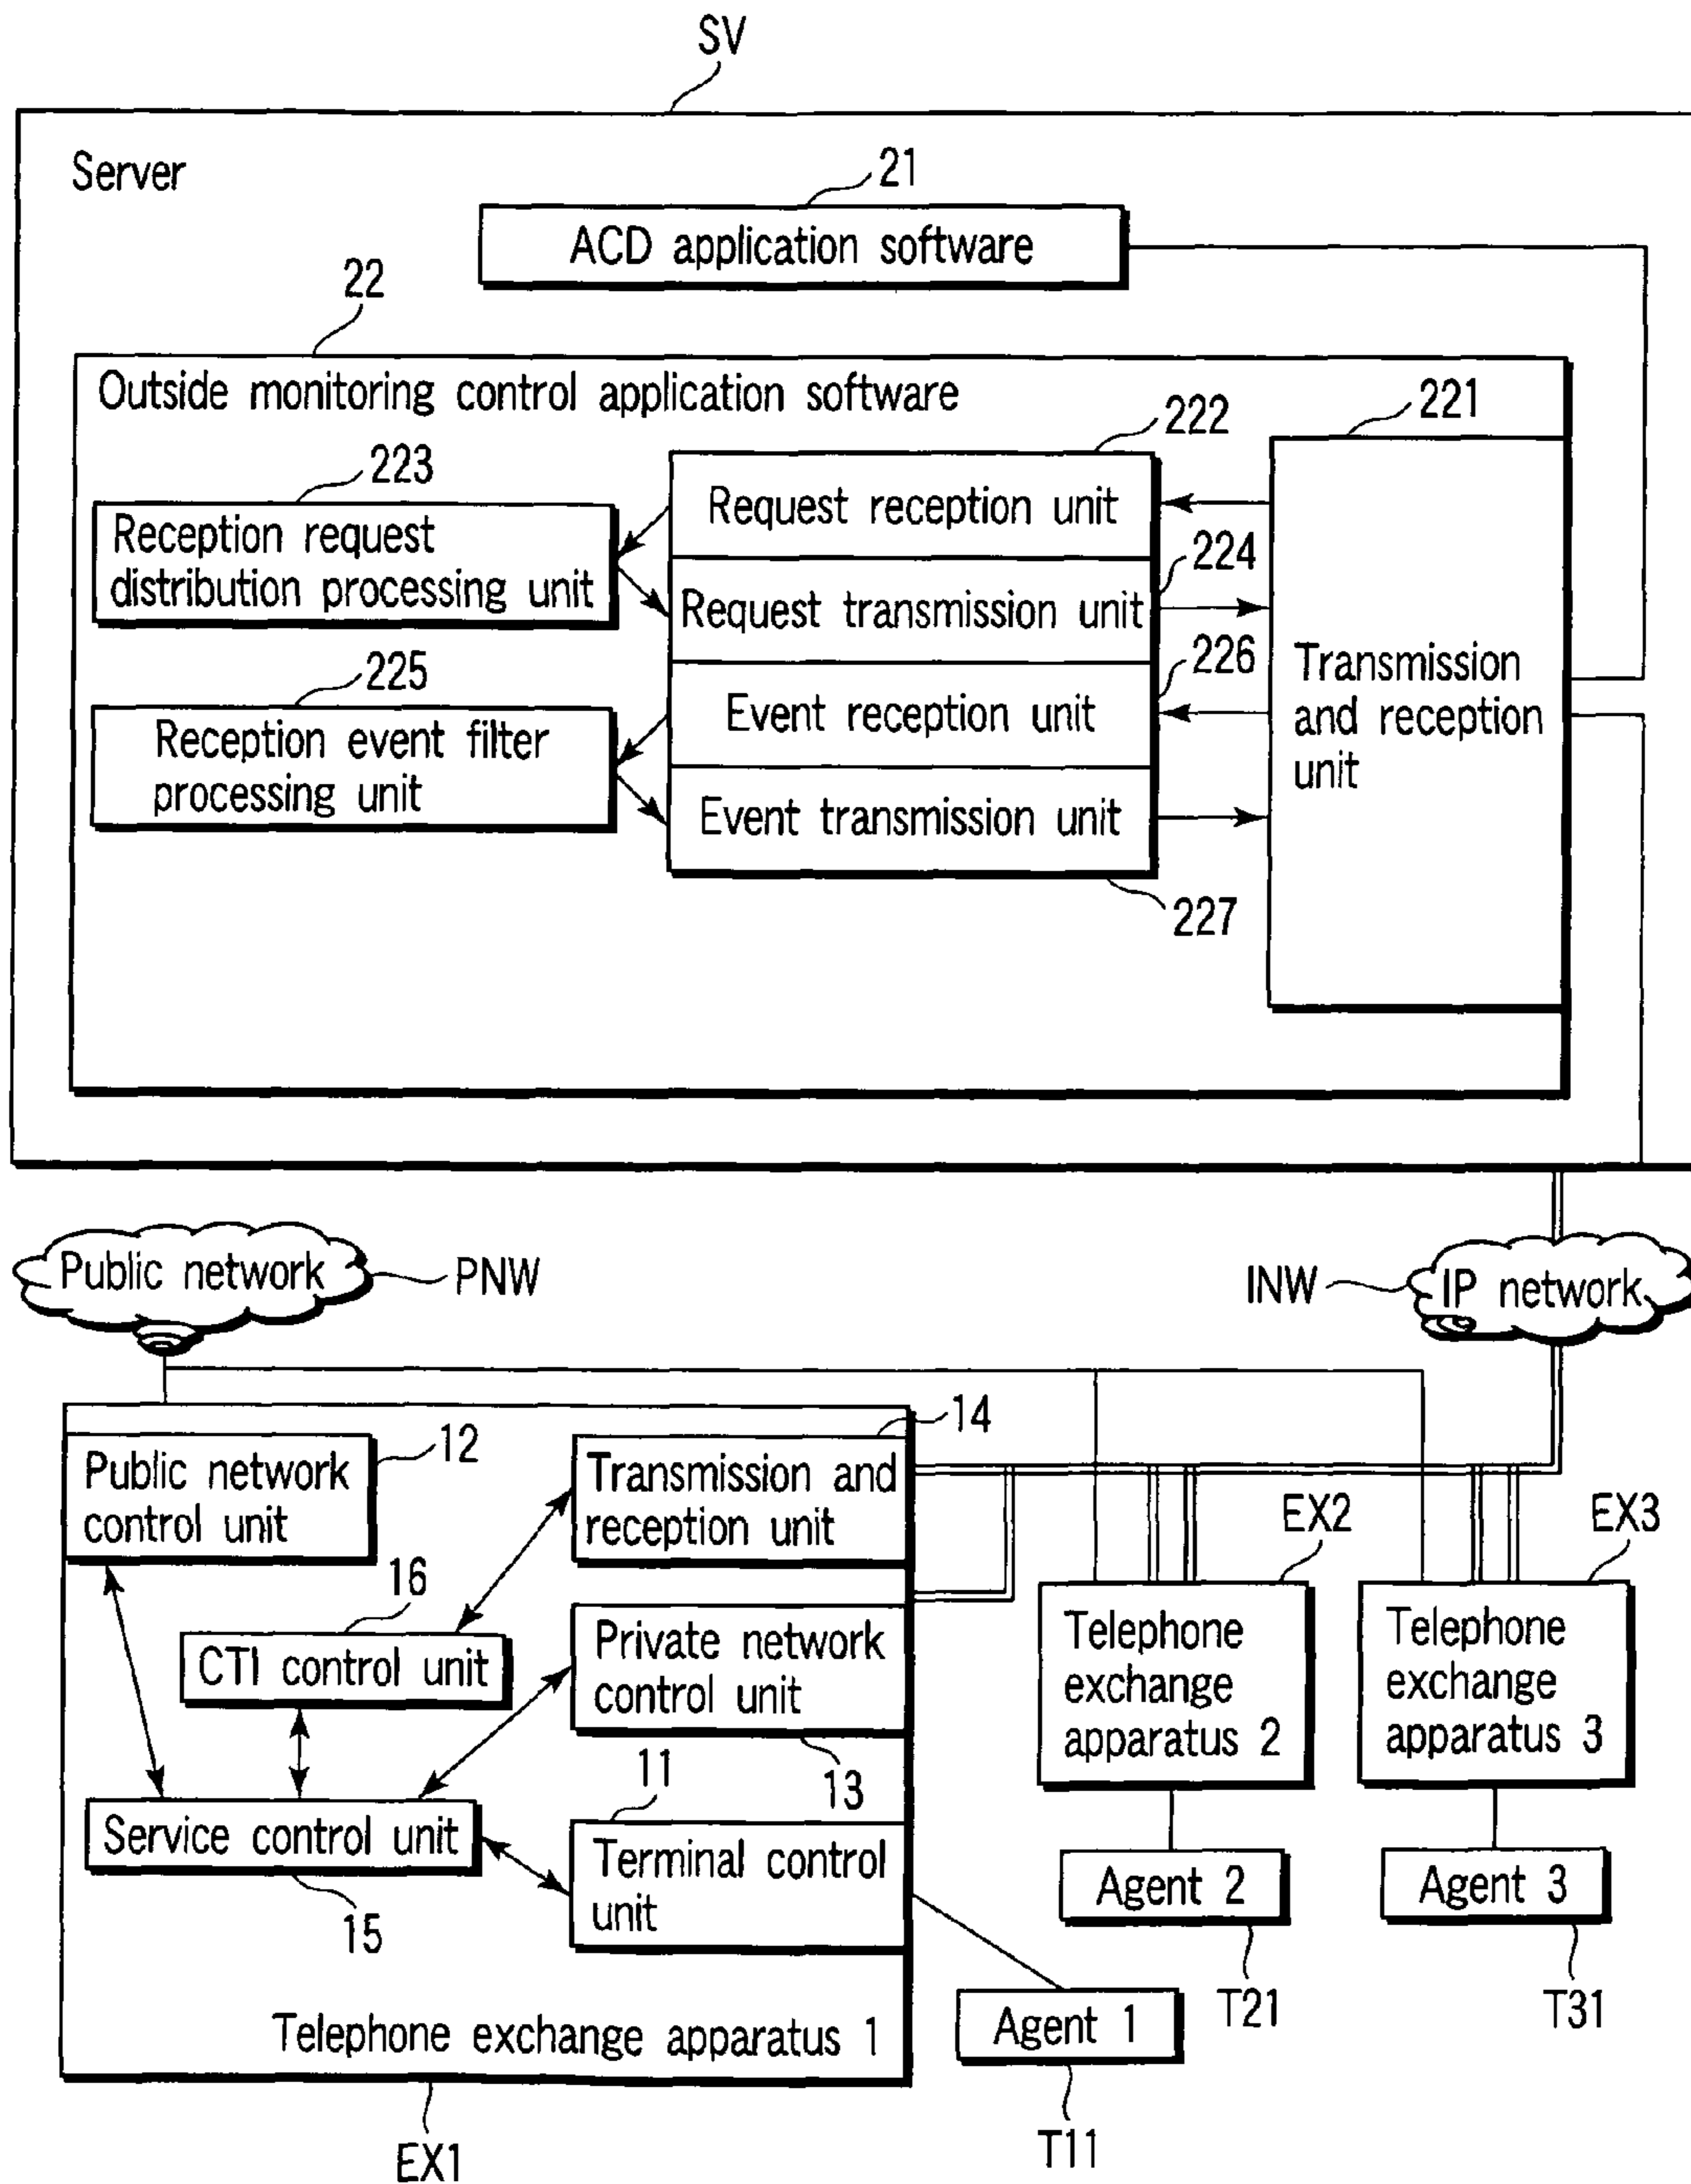 SV
Server
21
ACD application software
22
Outside monitoring control application software
221
222
223
Request reception unit
Reception request
distribution processing unit
224
Request transmission unit
226
Transmission
and reception
unit
225
Event reception unit
Reception event filter
processing unit
Event transmission unit
227
Public network
PNW
INW
IP network
12
14
Public network
control unit
Transmission and
reception unit
EX2
EX3
16
CTI control unit
Private network
control unit
13
Telephone
exchange
apparatus 2
Telephone
exchange
apparatus 3
11
Service control unit
15
Terminal control
unit
Agent 2
T21
Agent 3
T31
Agent 1
T11
Telephone exchange apparatus 1
EX1